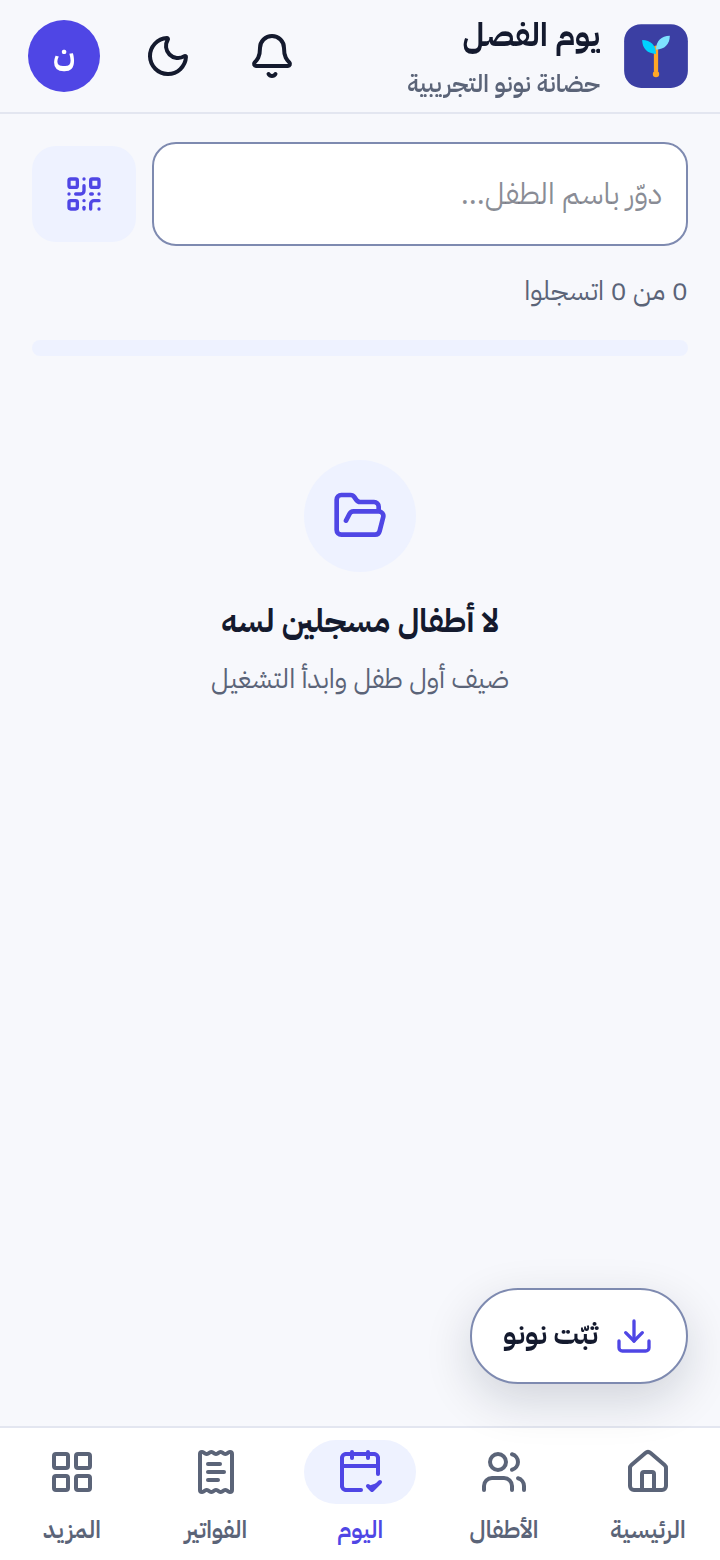 يوم الفصل
حضانة نونو التجريبية
ن
دوّر باسم الطفل...
0 من 0 اتسجلوا
لا أطفال مسجلين لسه
ضيف أول طفل وابدأ التشغيل
ثبّت نونو
الرئيسية
الأطفال
اليوم
الفواتير
المزيد